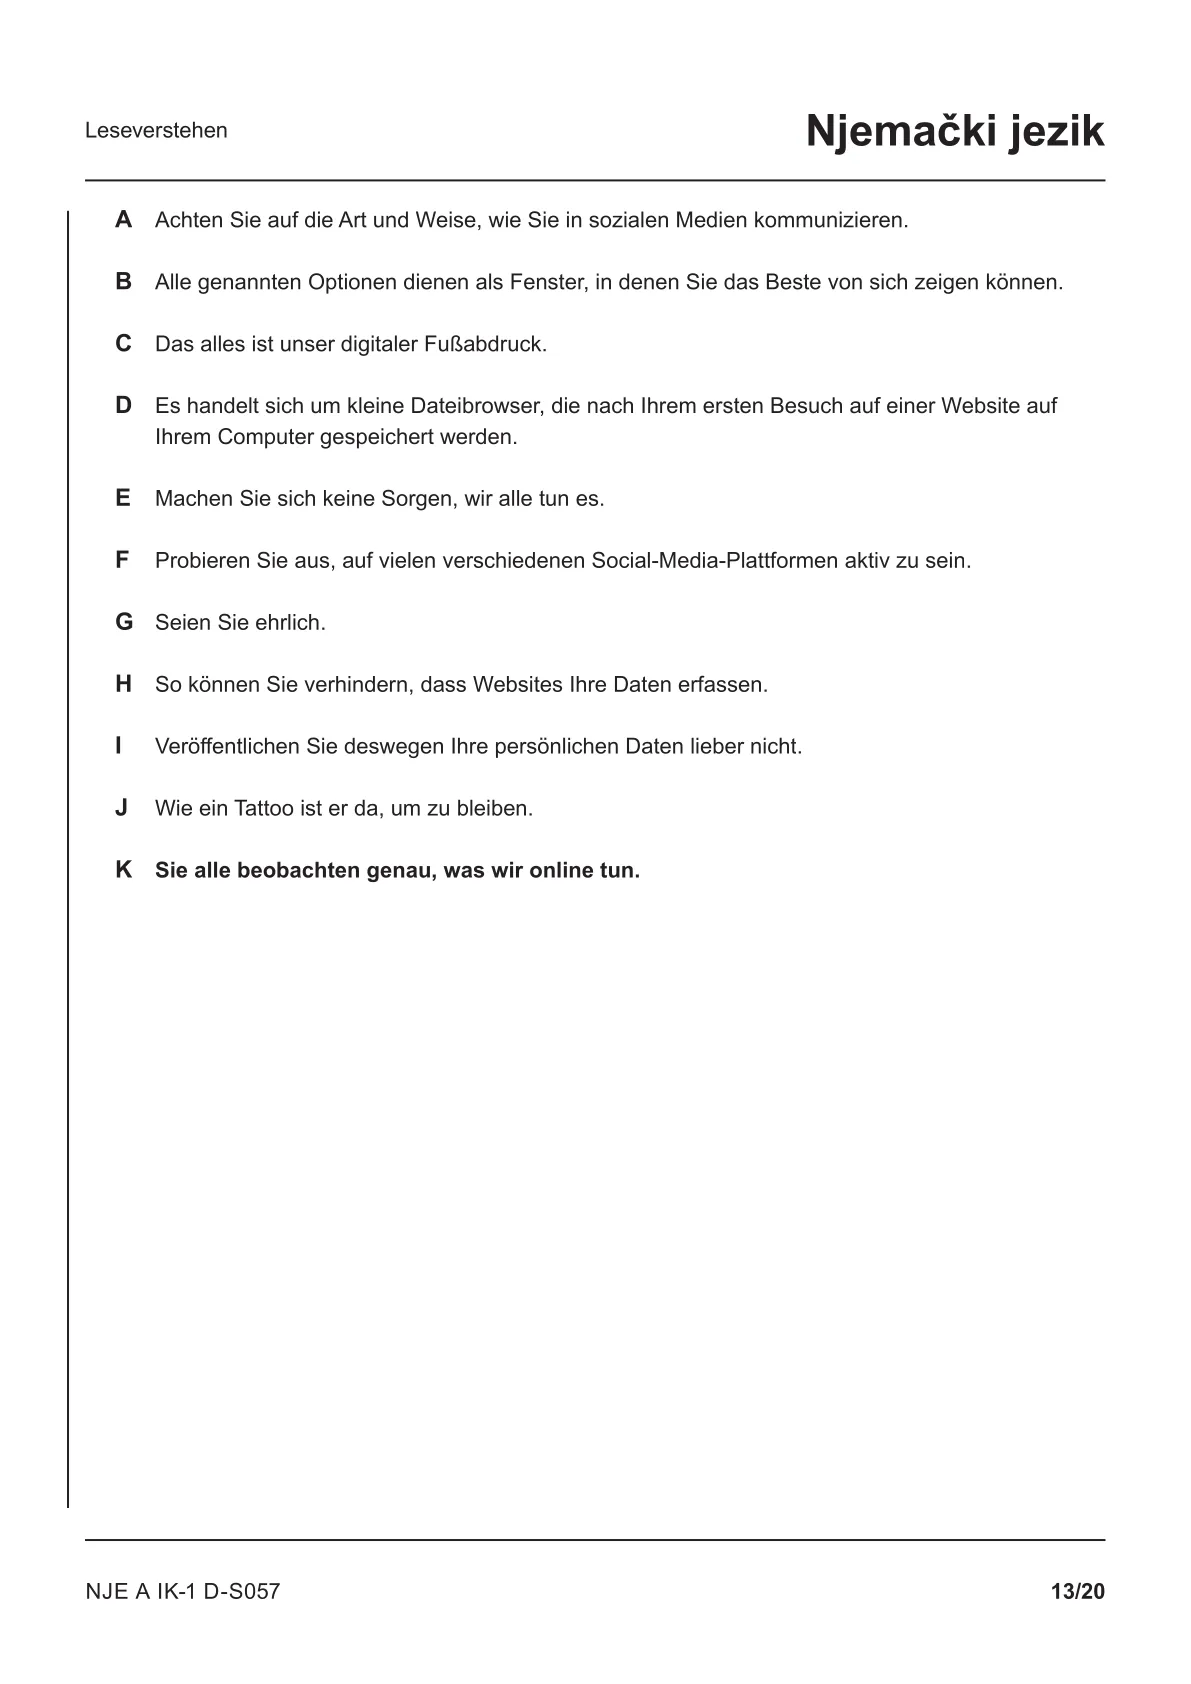 Leseverstehen
Njemački jezik
A Achten Sie auf die Art und Weise, wie Sie in sozialen Medien kommunizieren.
B Alle genannten Optionen dienen als Fenster, in denen Sie das Beste von sich zeigen können.
C Das alles ist unser digitaler Fußabdruck.
D Es handelt sich um kleine Dateibrowser, die nach Ihrem ersten Besuch auf einer Website auf
Ihrem Computer gespeichert werden.
E Machen Sie sich keine Sorgen, wir alle tun es.
F Probieren Sie aus, auf vielen verschiedenen Social-Media-Plattformen aktiv zu sein.
G Seien Sie ehrlich.
H So können Sie verhindern, dass Websites Ihre Daten erfassen.
I Veröffentlichen Sie deswegen Ihre persönlichen Daten lieber nicht.
J Wie ein Tattoo ist er da, um zu bleiben.
K Sie alle beobachten genau, was wir online tun.
NJE A IK-1 D-S057
13/20